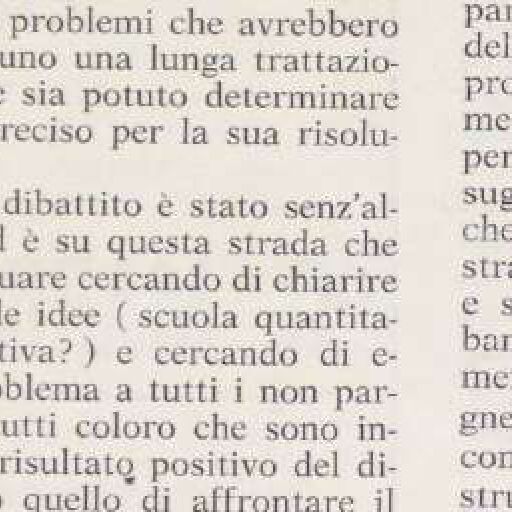 problemi che avrebbero
uno una lunga trattazio-
sia potuto determinare
reciso per la sua risolu-
dibattito è stato senz'al-
è su questa strada che
uare cercando di chiarire
le idee ( scuola quantita-
tiva? ) e cercando di e-
oblema a tutti i non par-
utti coloro che sono in-
risultato positivo del di-
quello di affrontare il
par
del
pro
me
per
sug
che
stra
e s
bar
me
gne
con
stru